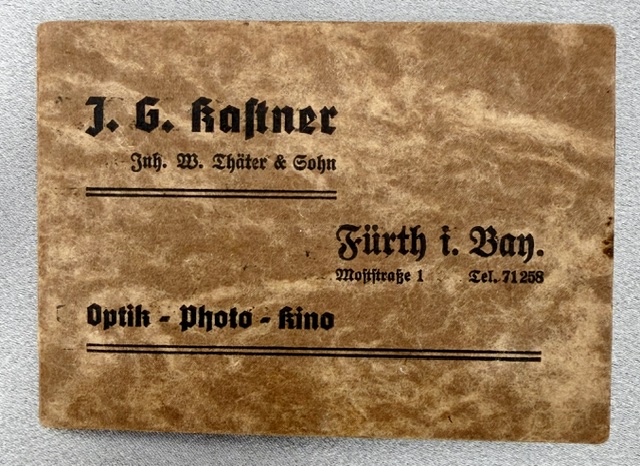 J. G. Kastner
Inh. W. Thäter & Sohn
Fürth i. Bay.
Moststraße 1 Tel. 71258
Optik - Photo - Kino